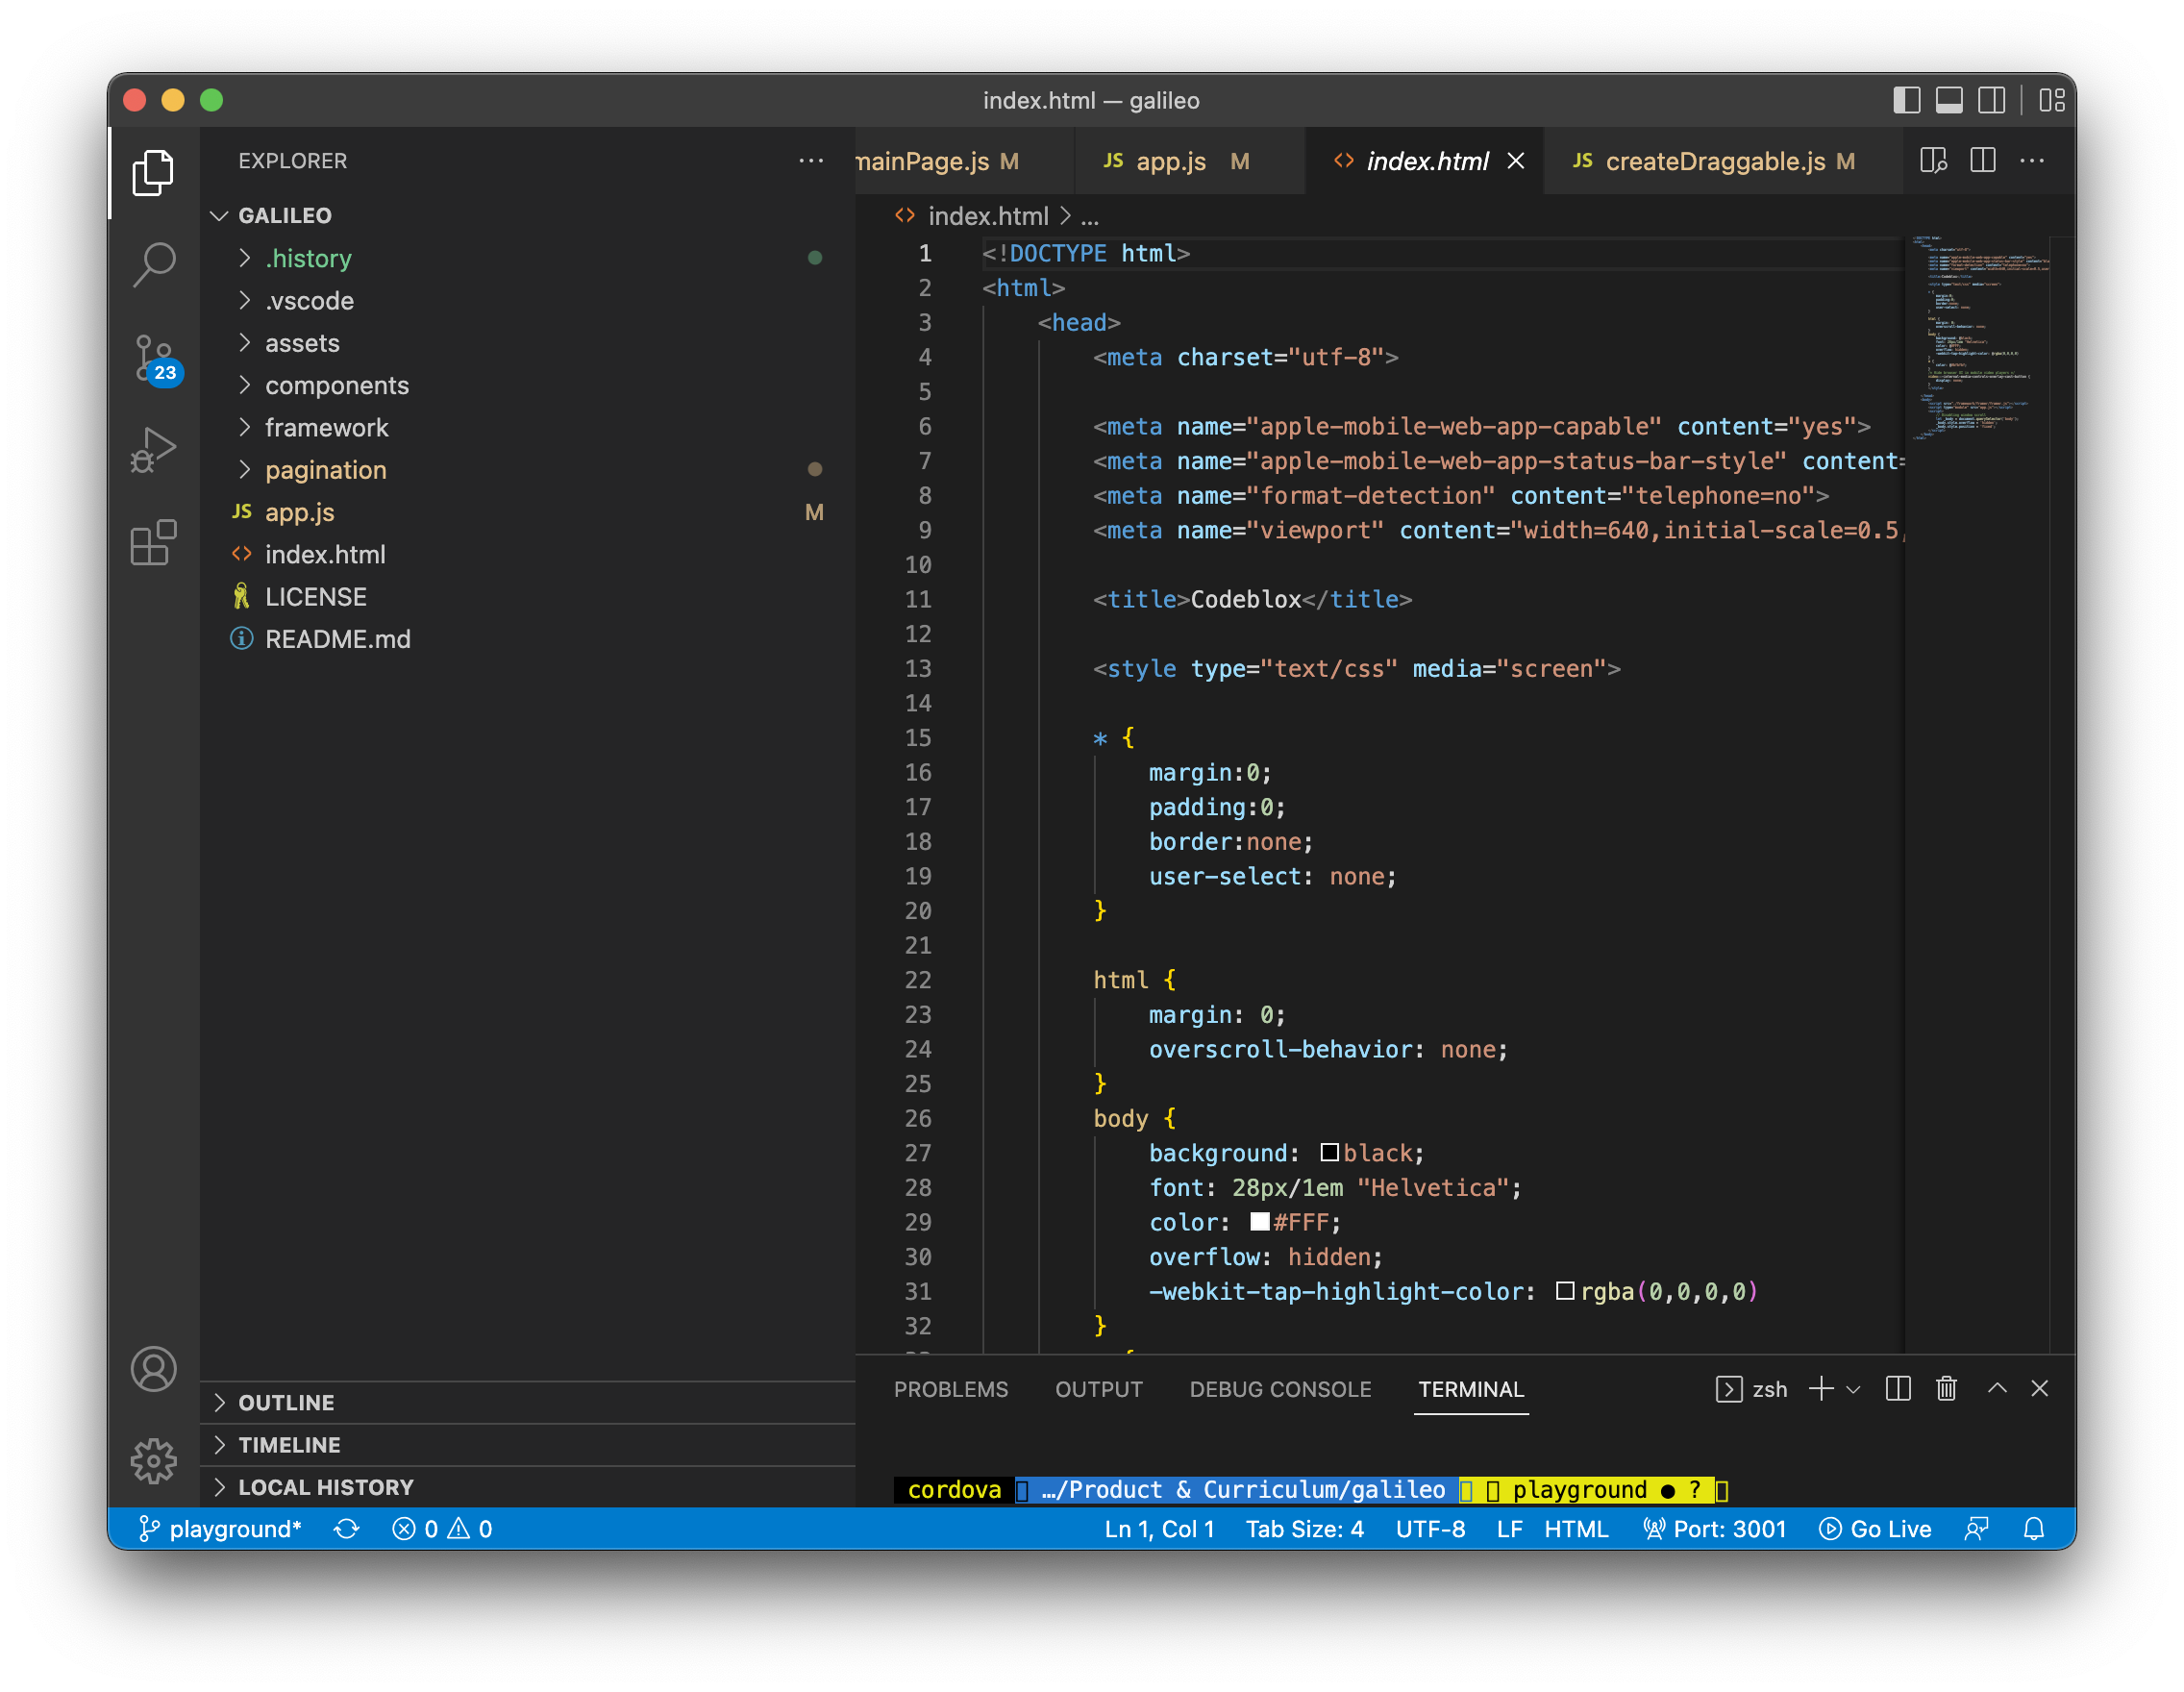 index.html — galileo
EXPLORER
GALILEO
.history
.vscode
assets
components
framework
pagination
JS app.js M
<> index.html
LICENSE
README.md
OUTLINE
TIMELINE
LOCAL HISTORY
23
mainPage.js M
JS app.js M
<> index.html
JS createDraggable.js M
<> index.html > ...
1 <!DOCTYPE html>
2 <html>
3 <head>
4 <meta charset="utf-8">
5
6 <meta name="apple-mobile-web-app-capable" content="yes">
7 <meta name="apple-mobile-web-app-status-bar-style" content=
8 <meta name="format-detection" content="telephone=no">
9 <meta name="viewport" content="width=640,initial-scale=0.5,
10
11 <title>Codeblox</title>
12
13 <style type="text/css" media="screen">
14
15 * {
16 margin:0;
17 padding:0;
18 border:none;
19 user-select: none;
20 }
21
22 html {
23 margin: 0;
24 overscroll-behavior: none;
25 }
26 body {
27 background: black;
28 font: 28px/1em "Helvetica";
29 color: #FFF;
30 overflow: hidden;
31 -webkit-tap-highlight-color: rgba(0,0,0,0)
32 }
PROBLEMS OUTPUT DEBUG CONSOLE TERMINAL zsh
cordova …/Product & Curriculum/galileo playground ● ?
playground* 0 0 Ln 1, Col 1 Tab Size: 4 UTF-8 LF HTML Port: 3001 Go Live